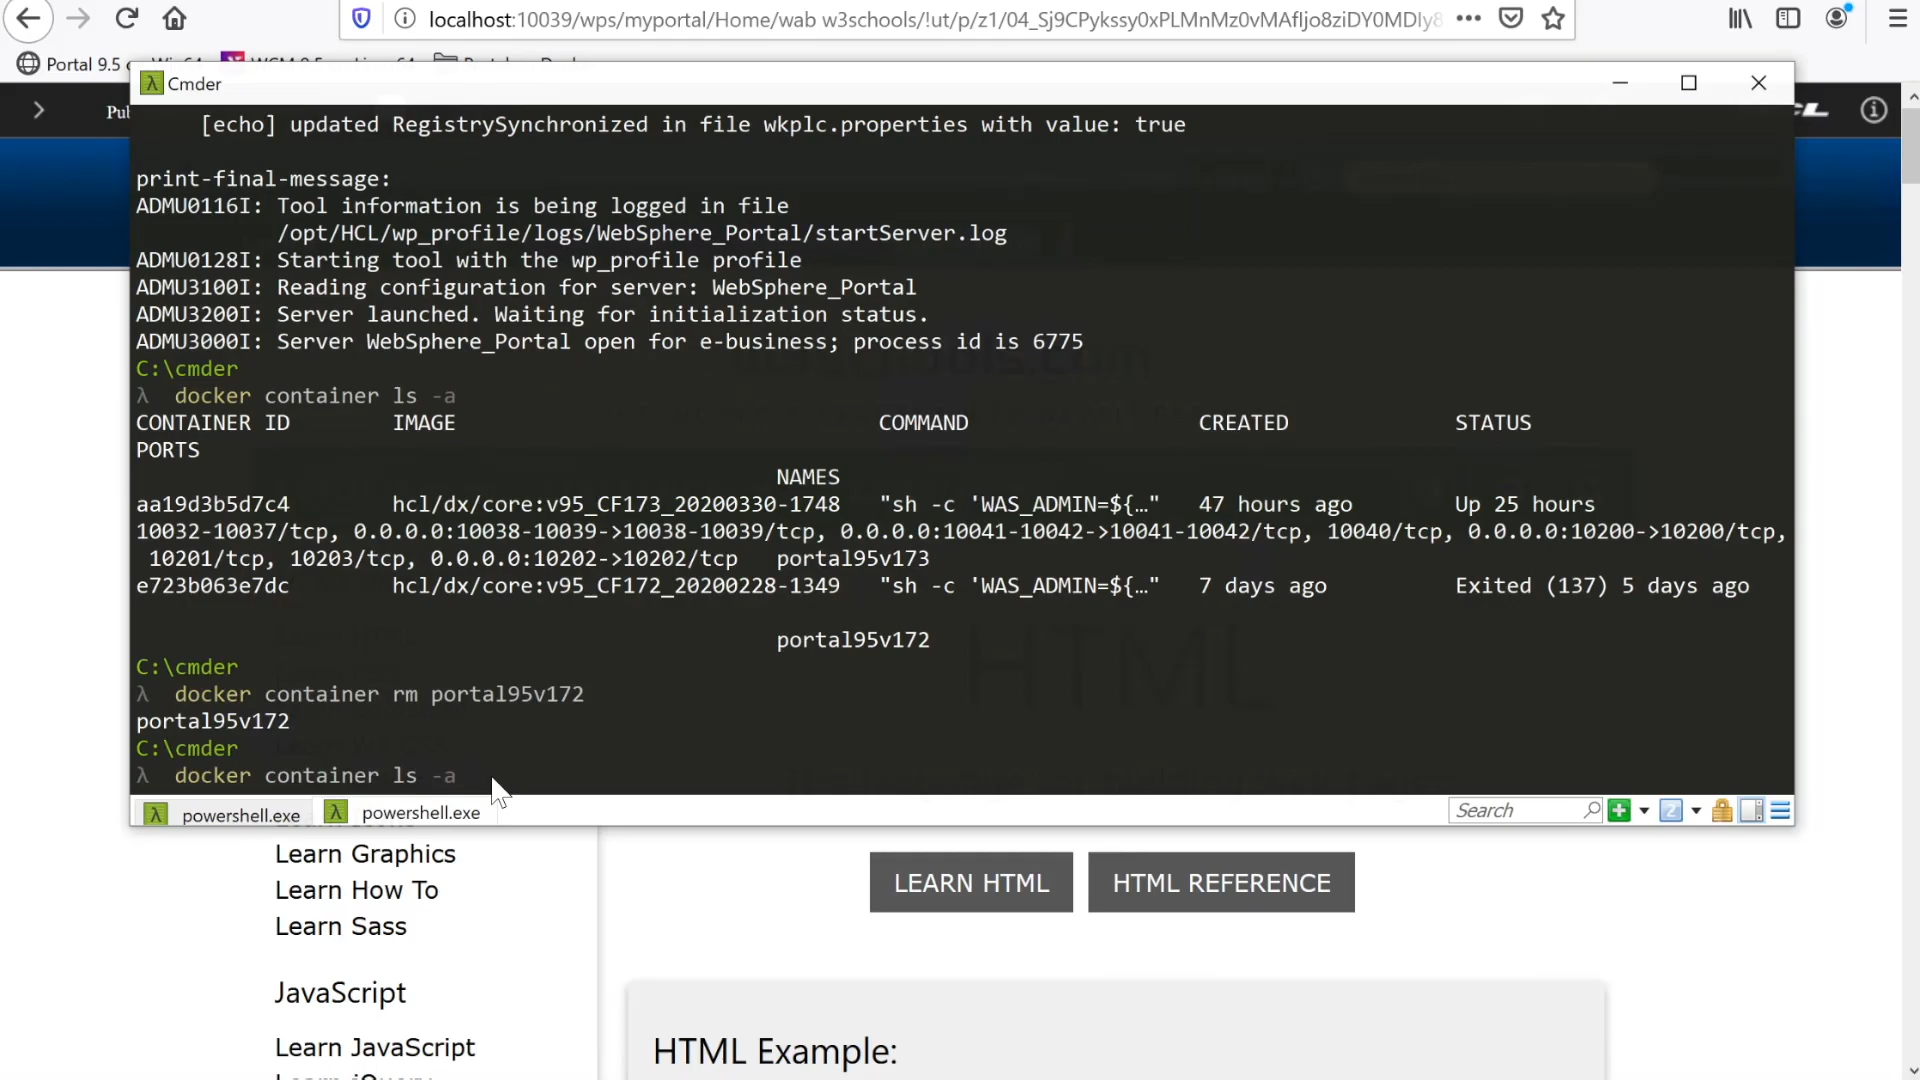 localhost:10039/wps/myportal/Home/wab w3schools/!ut/p/z1/04_Sj9CPykssy0xPLMnMz0vMAfIjo8ziDY0MDIy8
Portal 9.5
Cmder
[echo] updated RegistrySynchronized in file wkplc.properties with value: true
print-final-message:
ADMU0116I: Tool information is being logged in file
/opt/HCL/wp_profile/logs/WebSphere_Portal/startServer.log
ADMU0128I: Starting tool with the wp_profile profile
ADMU3100I: Reading configuration for server: WebSphere_Portal
ADMU3200I: Server launched. Waiting for initialization status.
ADMU3000I: Server WebSphere_Portal open for e-business; process id is 6775
C:\cmder
λ docker container ls -a
CONTAINER ID IMAGE COMMAND CREATED STATUS
PORTS
NAMES
aa19d3b5d7c4 hcl/dx/core:v95_CF173_20200330-1748 "sh -c 'WAS_ADMIN=${…" 47 hours ago Up 25 hours
10032-10037/tcp, 0.0.0.0:10038-10039->10038-10039/tcp, 0.0.0.0:10041-10042->10041-10042/tcp, 10040/tcp, 0.0.0.0:10200->10200/tcp,
10201/tcp, 10203/tcp, 0.0.0.0:10202->10202/tcp portal95v173
e723b063e7dc hcl/dx/core:v95_CF172_20200228-1349 "sh -c 'WAS_ADMIN=${…" 7 days ago Exited (137) 5 days ago
portal95v172
C:\cmder
λ docker container rm portal95v172
portal95v172
C:\cmder
λ docker container ls -a
powershell.exe powershell.exe Search
Learn Graphics
Learn How To
Learn Sass
JavaScript
Learn JavaScript
LEARN HTML HTML REFERENCE
HTML Example: